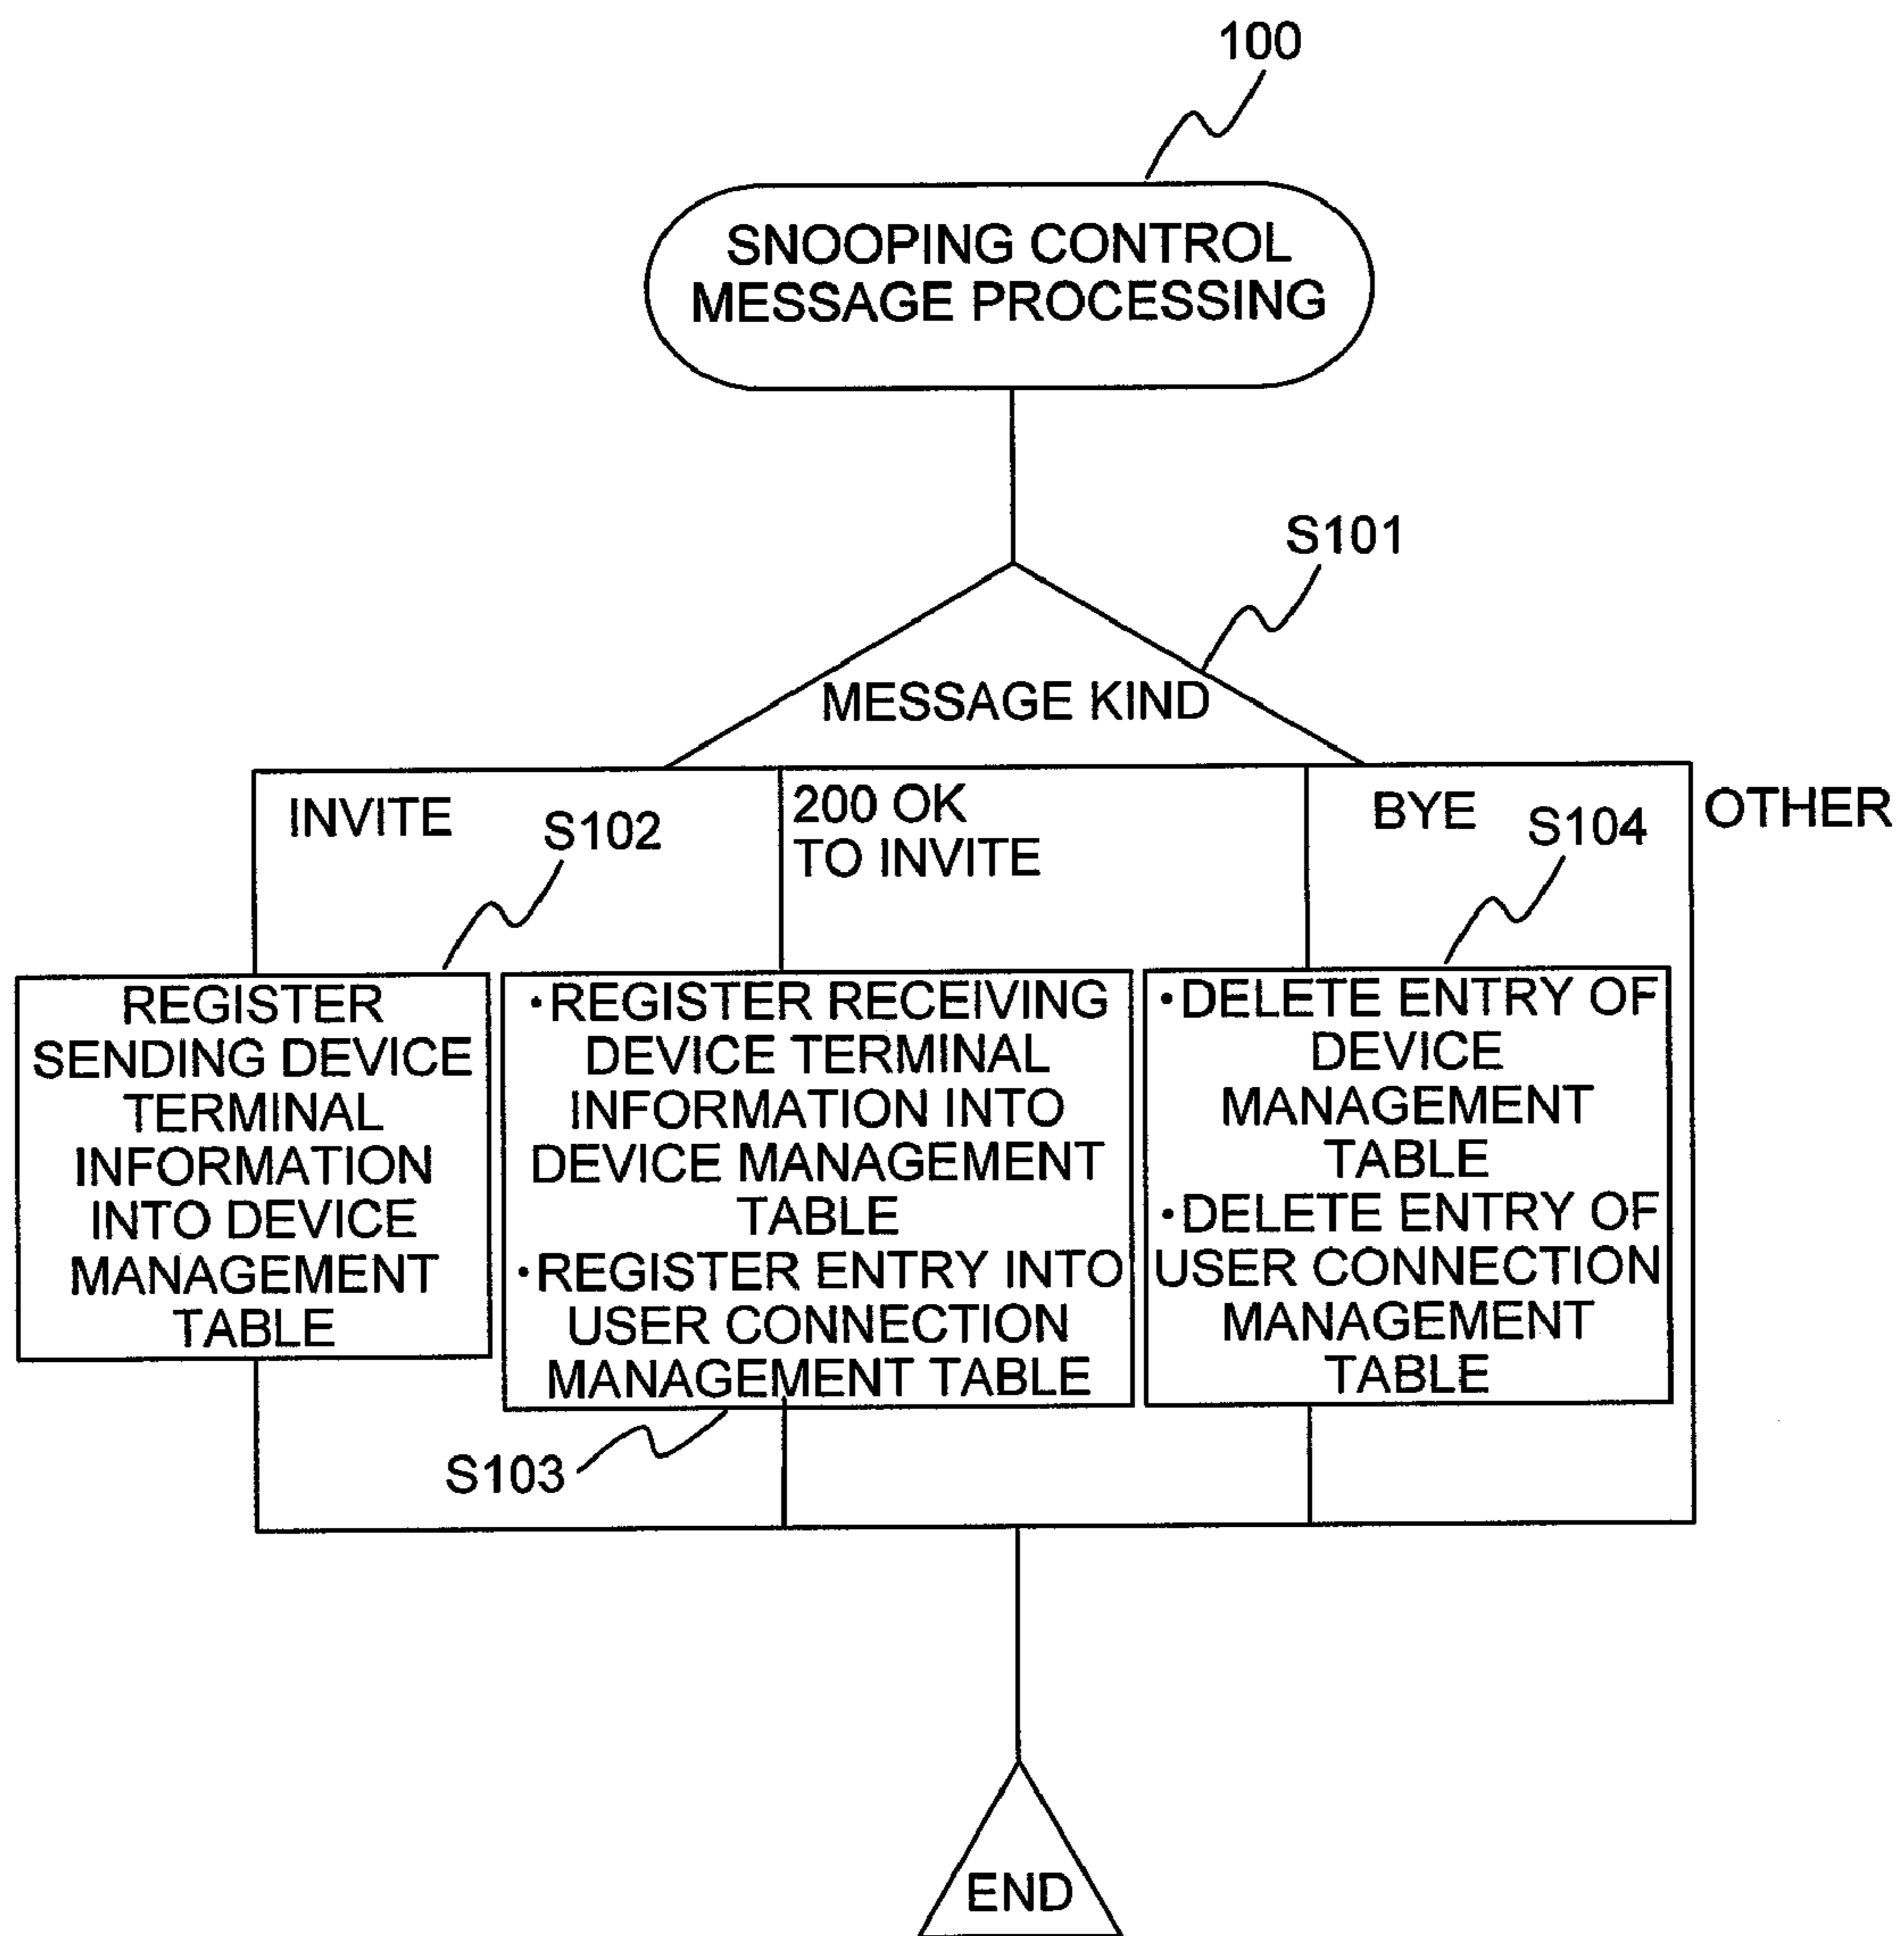 100
SNOOPING CONTROL
MESSAGE PROCESSING
S101
MESSAGE KIND
INVITE
S102
200 OK
TO INVITE
BYE
S104
OTHER
REGISTER
SENDING DEVICE
TERMINAL
INFORMATION
INTO DEVICE
MANAGEMENT
TABLE
•REGISTER RECEIVING
DEVICE TERMINAL
INFORMATION INTO
DEVICE MANAGEMENT
TABLE
•REGISTER ENTRY INTO
USER CONNECTION
MANAGEMENT TABLE
•DELETE ENTRY OF
DEVICE
MANAGEMENT
TABLE
•DELETE ENTRY OF
USER CONNECTION
MANAGEMENT
TABLE
S103
END